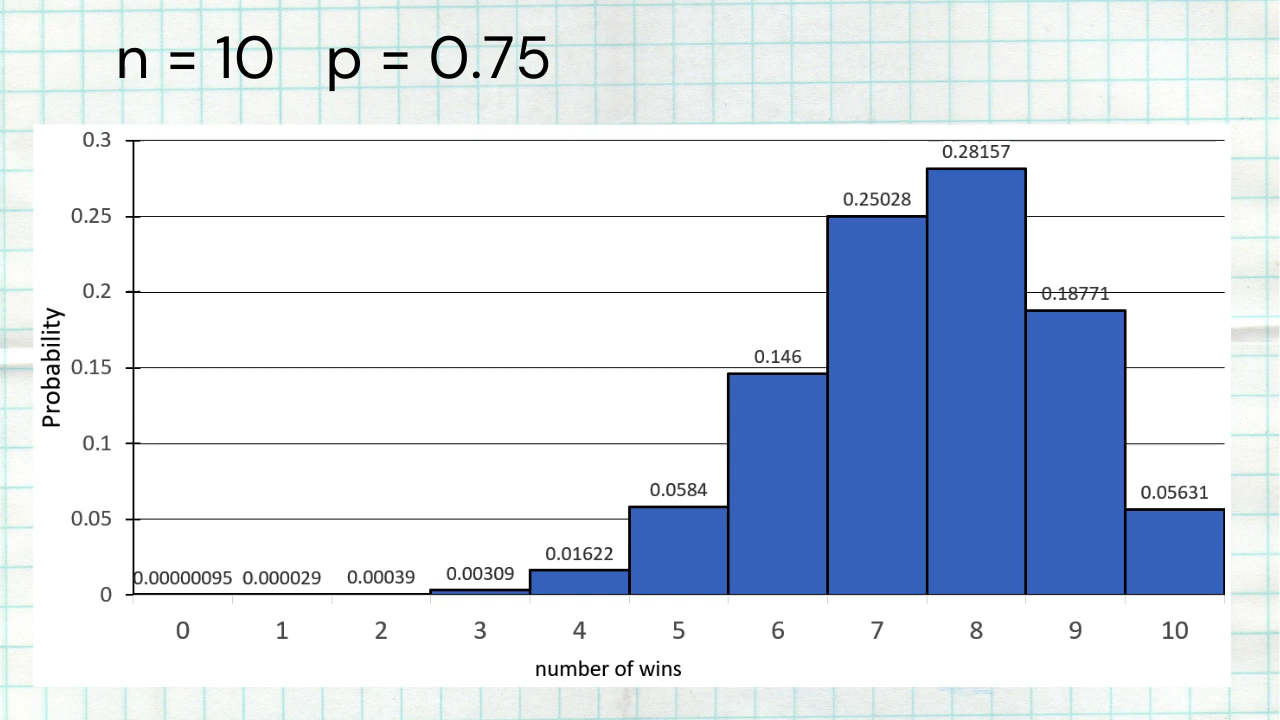 n = 10 p = 0.75
0.3
0.28157
0.25
0.25028
0.2
0.18771
0.15
0.146
0.1
0.05
0.0584
0.05631
0.01622
0.00000095 0.000029 0.00039 0.00309
0
Probability
0 1 2 3 4 5 6 7 8 9 10
number of wins